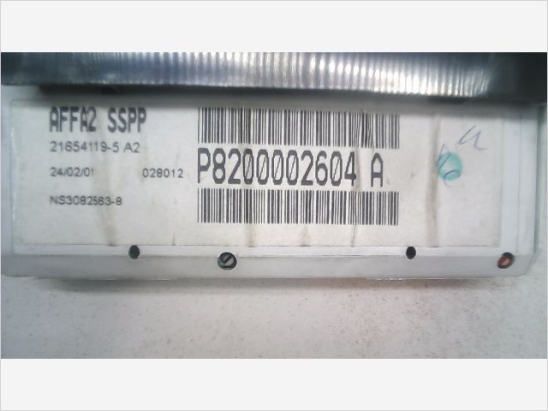 AFFA2 SSPP
21654119-5 A2
24/02/01 028012
NS3082563-8
P8200002604 A